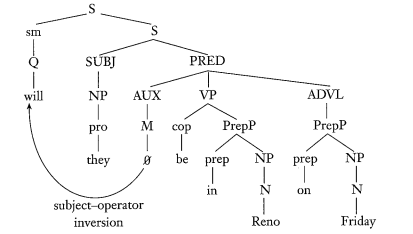 S
sm S
Q SUBJ PRED
will NP AUX VP ADVL
pro M cop PrepP PrepP
they ∅ be prep NP prep NP
in N on N
subject–operator
inversion
Reno Friday